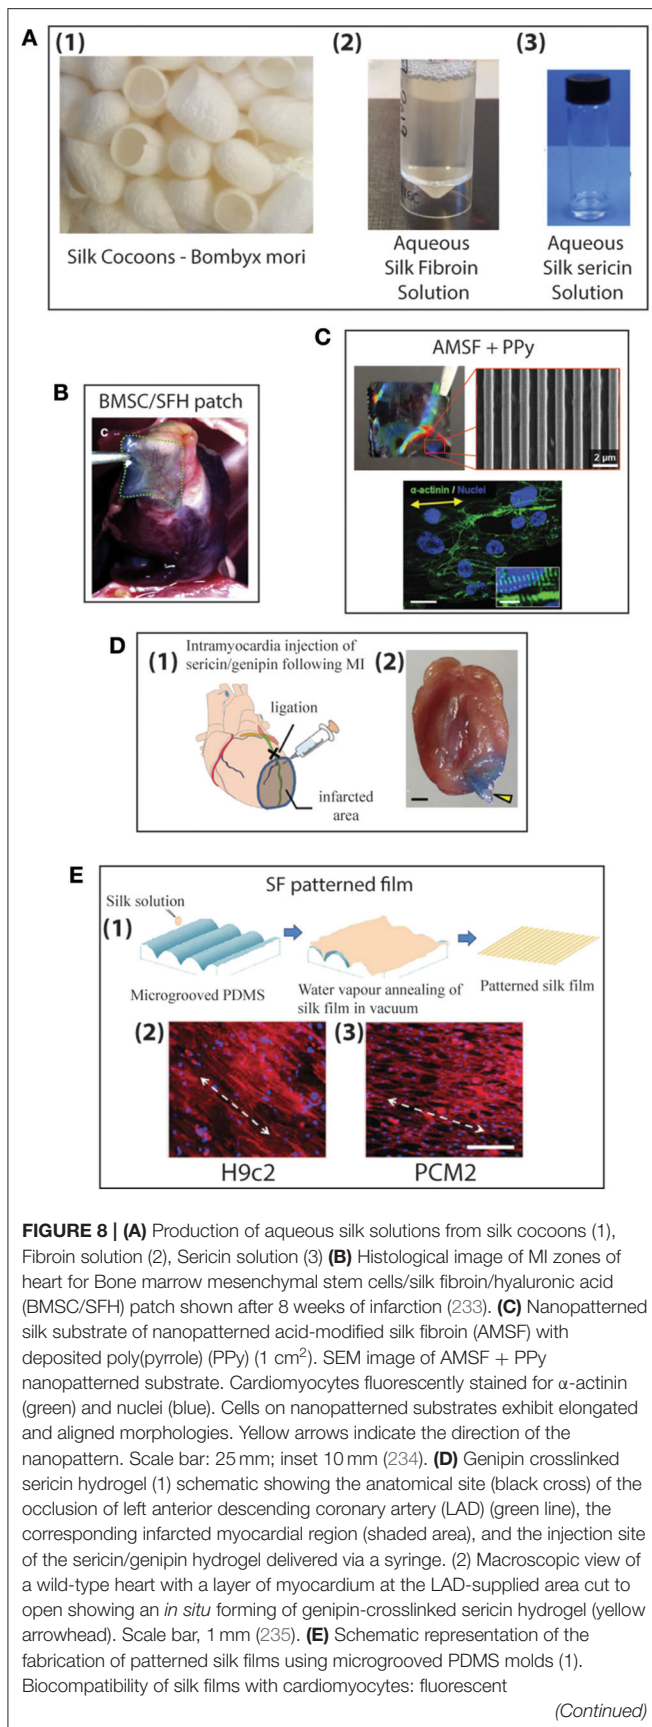 A
(1)
(2)
(3)
Silk Cocoons - Bombyx mori
Aqueous
Silk Fibroin
Solution
Aqueous
Silk sericin
Solution
B
BMSC/SFH patch
C
C
AMSF + PPy
2 μm
α-actinin / Nuclei
D
(1)
Intramyocardia injection of
sericin/genipin following MI
(2)
ligation
infarcted
area
E
SF patterned film
Silk solution
(1)
Microgrooved PDMS
Water vapour annealing of
silk film in vacuum
Patterned silk film
(2)
(3)
H9c2
PCM2
FIGURE 8 | (A) Production of aqueous silk solutions from silk cocoons (1),
Fibroin solution (2), Sericin solution (3) (B) Histological image of MI zones of
heart for Bone marrow mesenchymal stem cells/silk fibroin/hyaluronic acid
(BMSC/SFH) patch shown after 8 weeks of infarction (233). (C) Nanopatterned
silk substrate of nanopatterned acid-modified silk fibroin (AMSF) with
deposited poly(pyrrole) (PPy) (1 cm²). SEM image of AMSF + PPy
nanopatterned substrate. Cardiomyocytes fluorescently stained for α-actinin
(green) and nuclei (blue). Cells on nanopatterned substrates exhibit elongated
and aligned morphologies. Yellow arrows indicate the direction of the
nanopattern. Scale bar: 25 mm; inset 10 mm (234). (D) Genipin crosslinked
sericin hydrogel (1) schematic showing the anatomical site (black cross) of the
occlusion of left anterior descending coronary artery (LAD) (green line), the
corresponding infarcted myocardial region (shaded area), and the injection site
of the sericin/genipin hydrogel delivered via a syringe. (2) Macroscopic view of
a wild-type heart with a layer of myocardium at the LAD-supplied area cut to
open showing an in situ forming of genipin-crosslinked sericin hydrogel (yellow
arrowhead). Scale bar, 1 mm (235). (E) Schematic representation of the
fabrication of patterned silk films using microgrooved PDMS molds (1).
Biocompatibility of silk films with cardiomyocytes: fluorescent
(Continued)